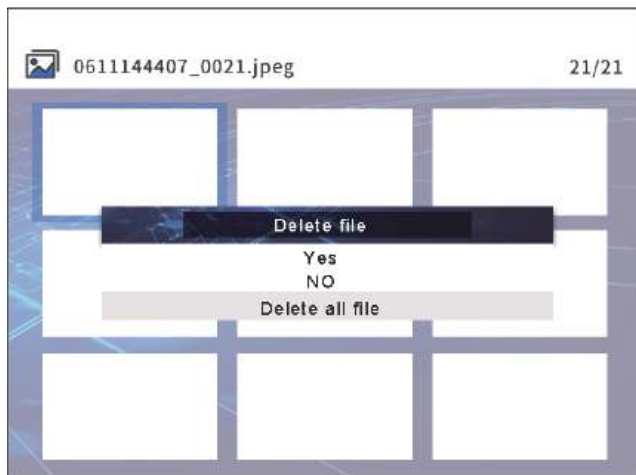 0611144407_0021.jpeg 21/21
Delete file
Yes
NO
Delete all file